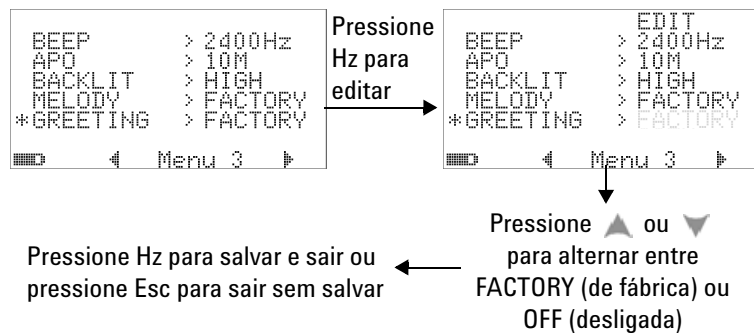 BEEP > 2400Hz
APO > 10M
BACKLIT > HIGH
MELODY > FACTORY
*GREETING > FACTORY
Menu 3
Pressione
Hz para
editar
EDIT
BEEP > 2400Hz
APO > 10M
BACKLIT > HIGH
MELODY > FACTORY
*GREETING > FACTORY
Menu 3
Pressione ▲ ou ▼
para alternar entre
FACTORY (de fábrica) ou
OFF (desligada)
Pressione Hz para salvar e sair ou
pressione Esc para sair sem salvar